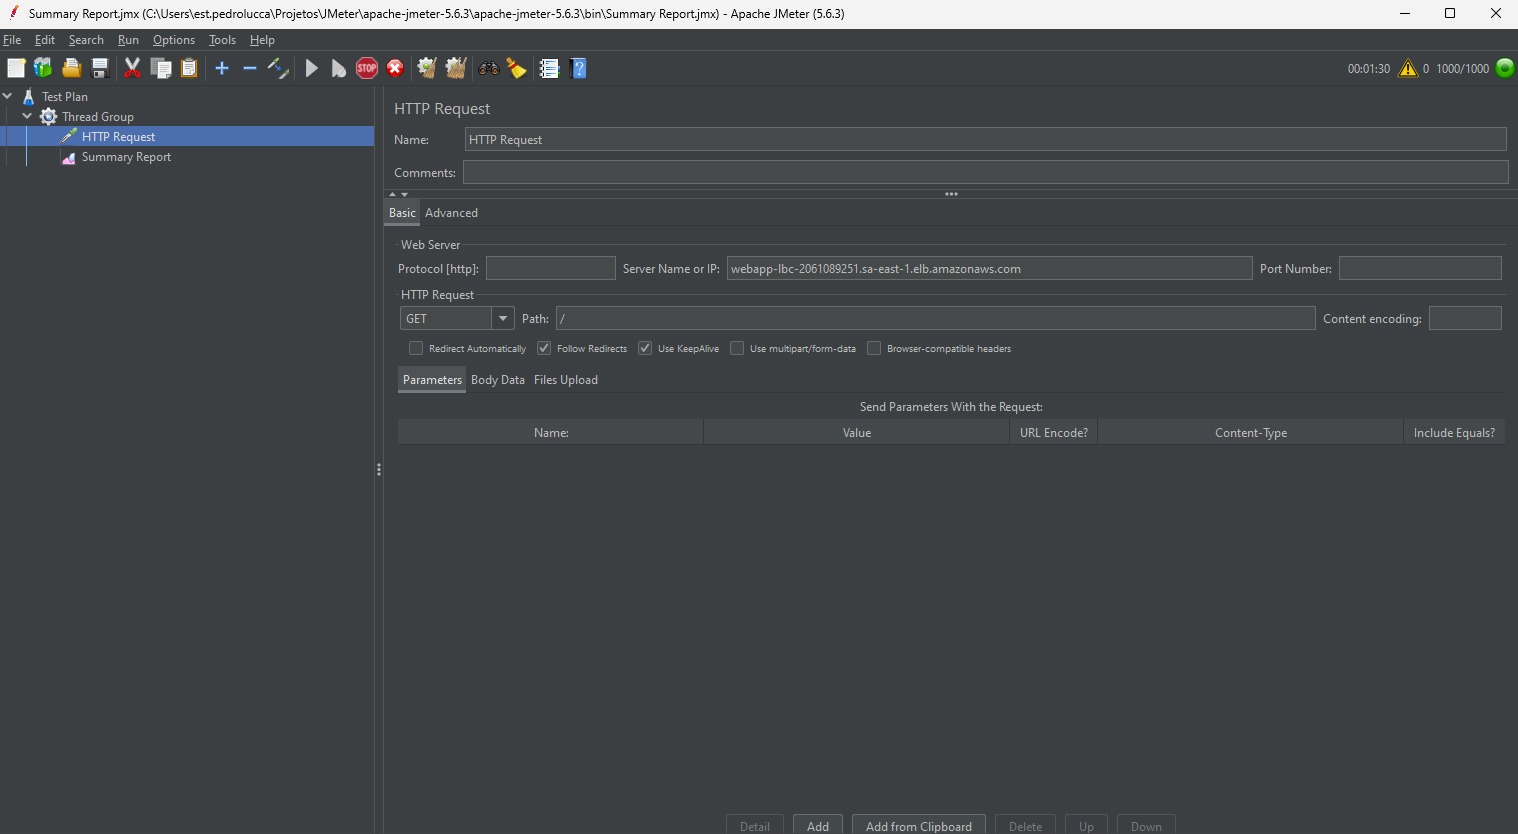 Summary Report.jmx (C:\Users\est.pedrolucca\Projetos\JMeter\apache-jmeter-5.6.3\apache-jmeter-5.6.3\bin\Summary Report.jmx) - Apache JMeter (5.6.3)
File Edit Search Run Options Tools Help
STOP 00:01:30 0 1000/1000
Test Plan
Thread Group
HTTP Request
Summary Report
HTTP Request
Name: HTTP Request
Comments:
Basic Advanced
Web Server
Protocol [http]: Server Name or IP: webapp-lbc-2061089251.sa-east-1.elb.amazonaws.com Port Number:
HTTP Request
GET Path: / Content encoding:
Redirect Automatically Follow Redirects Use KeepAlive Use multipart/form-data Browser-compatible headers
Parameters Body Data Files Upload
Send Parameters With the Request:
Name: Value URL Encode? Content-Type Include Equals?
Detail Add Add from Clipboard Delete Up Down